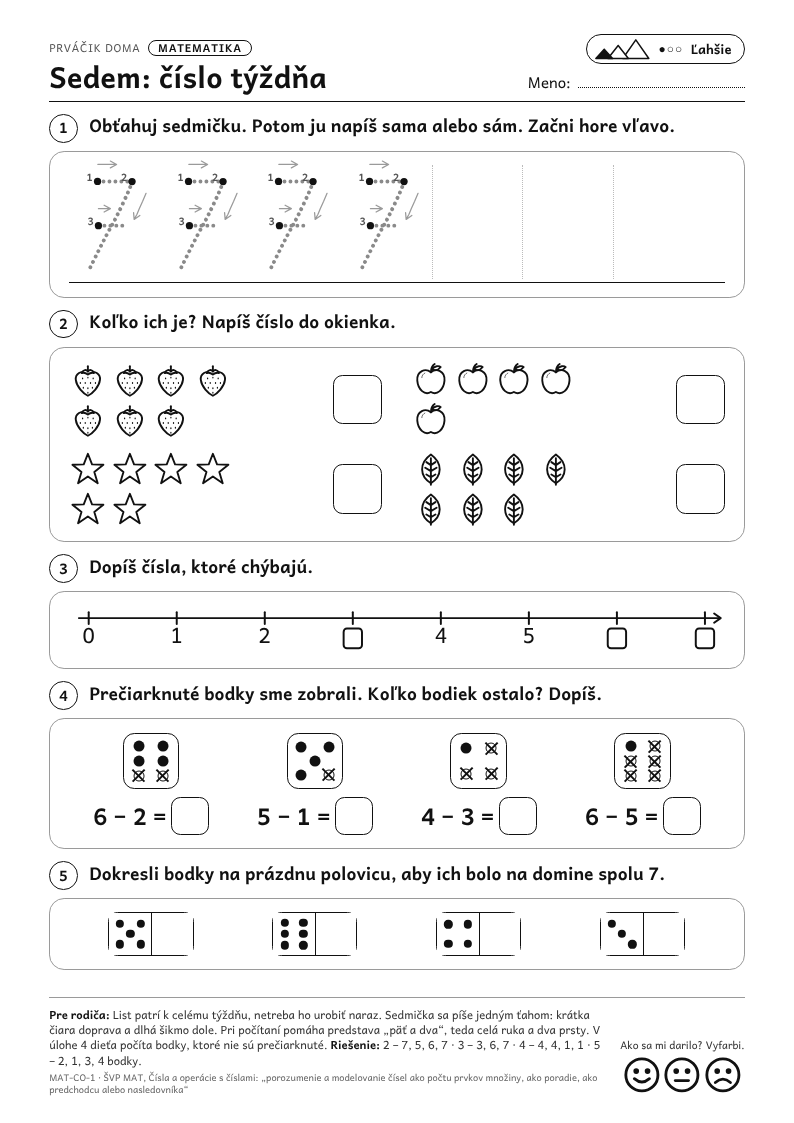 PRVÁČIK DOMA MATEMATIKA
●○○ Ľahšie
Sedem: číslo týždňa
Meno:
1 Obťahuj sedmičku. Potom ju napíš sama alebo sám. Začni hore vľavo.
1 2 1 2 1 2 1 2
3 3 3 3
2 Koľko ich je? Napíš číslo do okienka.
3 Dopíš čísla, ktoré chýbajú.
0 1 2 4 5
4 Prečiarknuté bodky sme zobrali. Koľko bodiek ostalo? Dopíš.
6 – 2 = 5 – 1 = 4 – 3 = 6 – 5 =
5 Dokresli bodky na prázdnu polovicu, aby ich bolo na domine spolu 7.
Pre rodiča: List patrí k celému týždňu, netreba ho urobiť naraz. Sedmička sa píše jedným ťahom: krátka
čiara doprava a dlhá šikmo dole. Pri počítaní pomáha predstava „päť a dva“, teda celá ruka a dva prsty. V
úlohe 4 dieťa počíta bodky, ktoré nie sú prečiarknuté. Riešenie: 2 – 7, 5, 6, 7 · 3 – 3, 6, 7 · 4 – 4, 4, 1, 1 · 5
– 2, 1, 3, 4 bodky.
Ako sa mi darilo? Vyfarbi.
MAT-CO-1 · ŠVP MAT, Čísla a operácie s číslami: „porozumenie a modelovanie čísel ako počtu prvkov množiny, ako poradie, ako
predchodcu alebo nasledovníka“